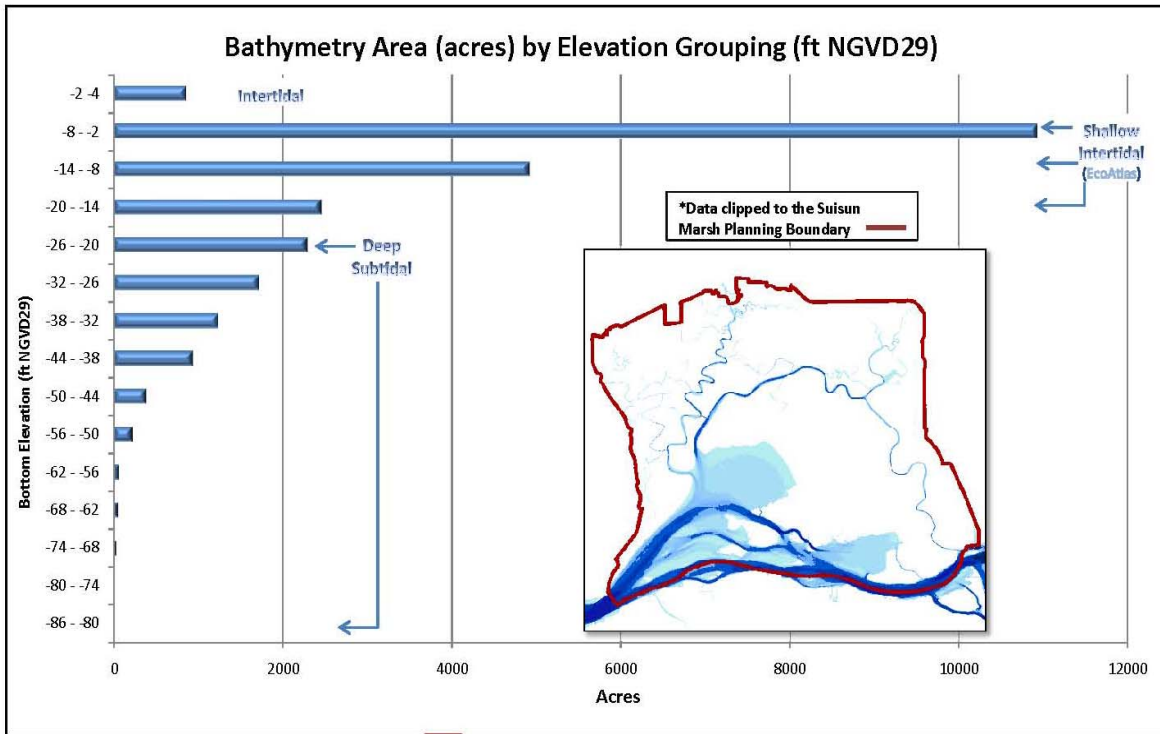 Bathymetry Area (acres) by Elevation Grouping (ft NGVD29)
-2 -4
Intertidal
-8 - -2
Shallow
Intertidal
(EcoAtlas)
-14 - -8
-20 - -14
*Data clipped to the Suisun
Marsh Planning Boundary
-26 - -20
Deep
Subtidal
-32 - -26
-38 - -32
-44 - -38
-50 - -44
-56 - -50
-62 - -56
-68 - -62
-74 - -68
-80 - -74
-86 - -80
Bottom Elevation (ft NGVD29)
0
2000
4000
6000
8000
10000
12000
Acres